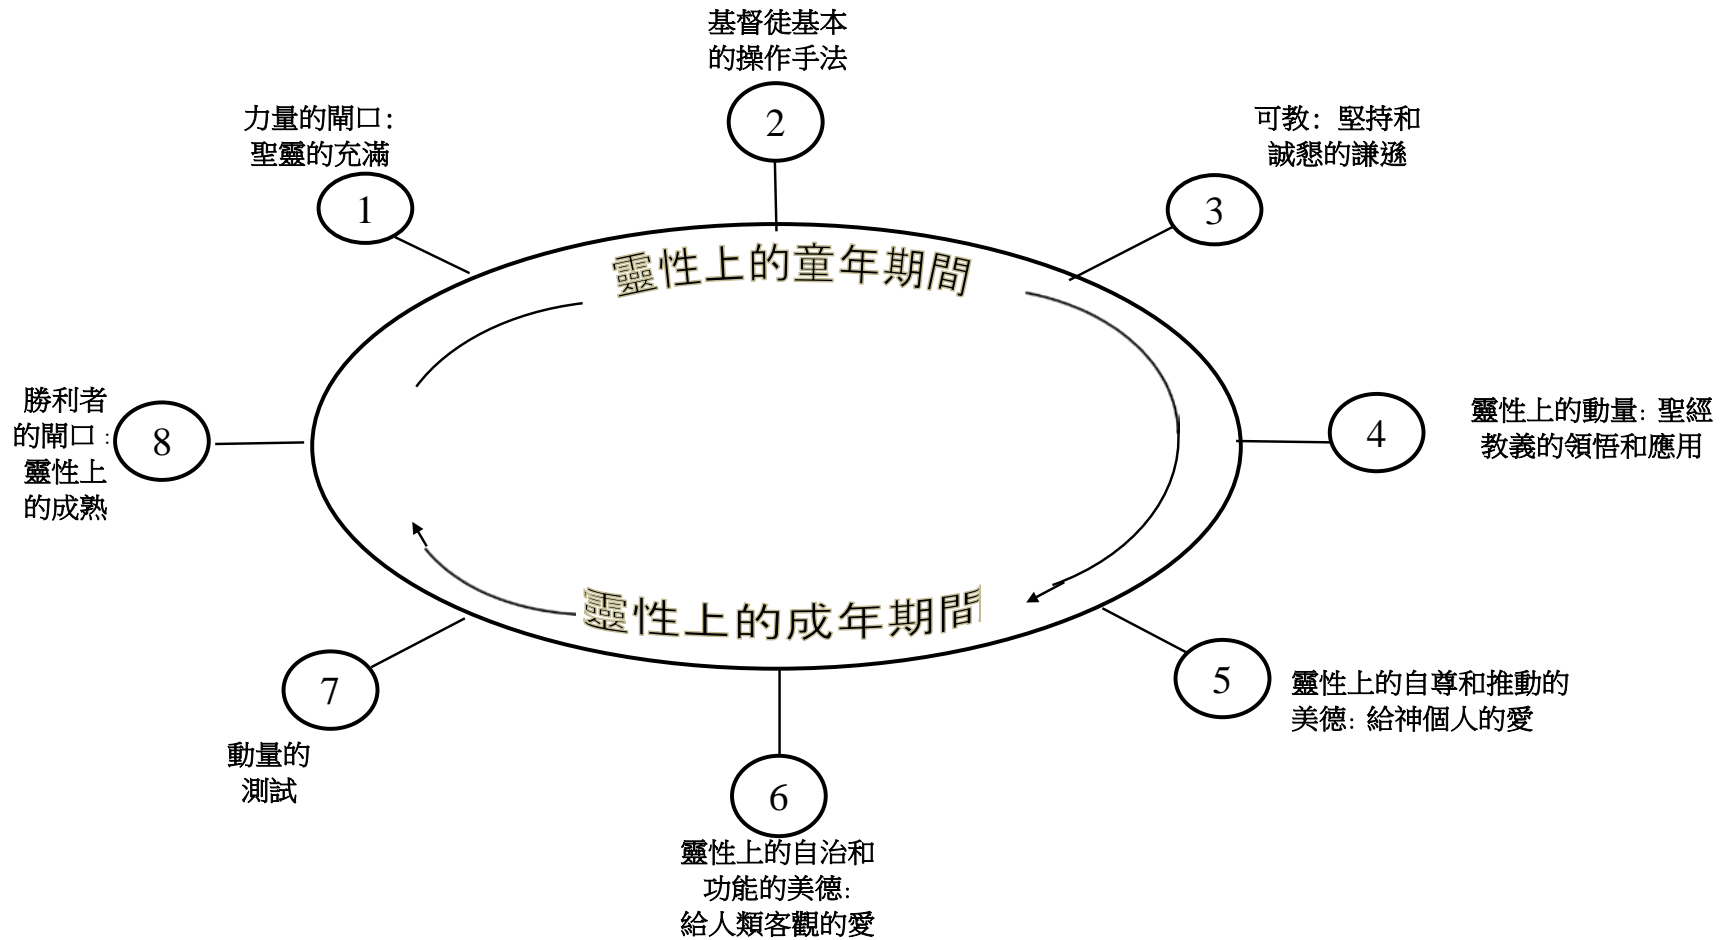 基督徒基本
的操作手法
2
力量的閘口：
聖靈的充滿
1
可教：堅持和
誠懇的謙遜
3
靈性上的童年期間
勝利者
的閘口：
靈性上
的成熟
8
4
靈性上的動量: 聖經
教義的領悟和應用
靈性上的成年期間
7
動量的
測試
5
靈性上的自尊和推動的
美德: 給神個人的愛
6
靈性上的自治和
功能的美德:
給人類客觀的愛